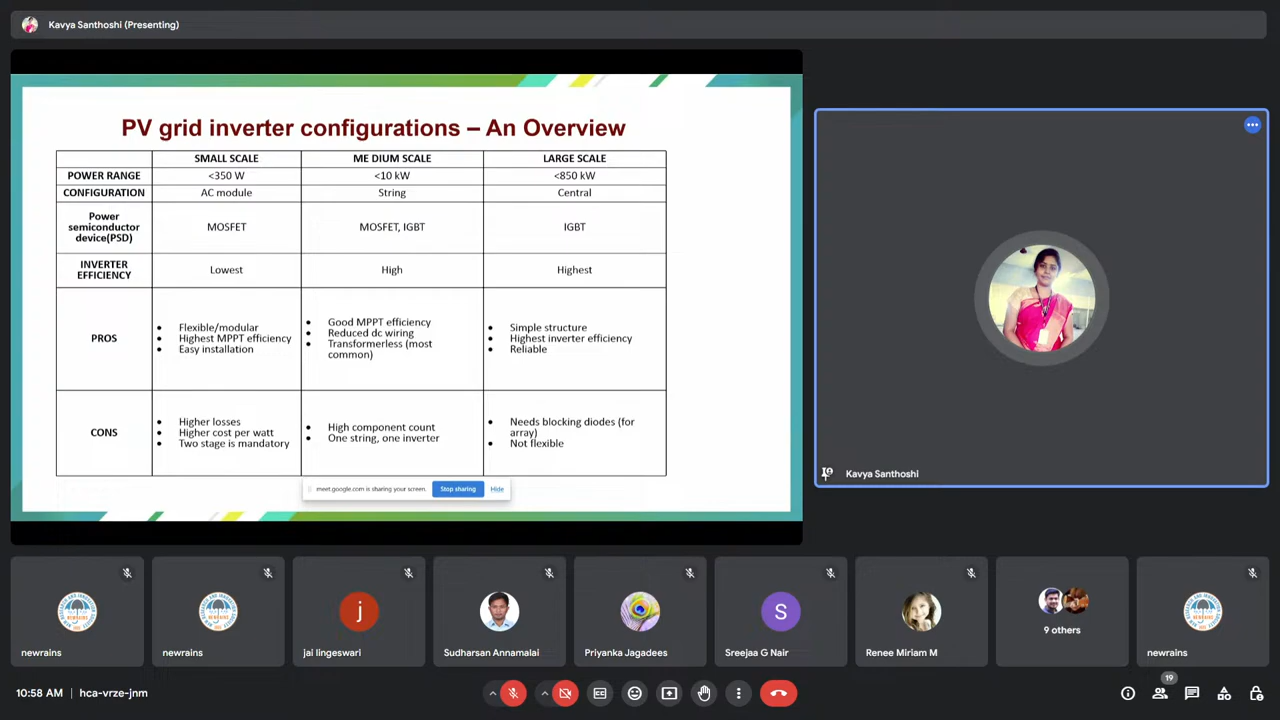 Kavya Santhoshi (Presenting)
PV grid inverter configurations – An Overview
SMALL SCALE ME DIUM SCALE LARGE SCALE
POWER RANGE <350 W <10 kW <850 kW
CONFIGURATION AC module String Central
Power
semiconductor
device(PSD)
MOSFET MOSFET, IGBT IGBT
INVERTER
EFFICIENCY
Lowest High Highest
PROS
• Flexible/modular
• Highest MPPT efficiency
• Easy installation
• Good MPPT efficiency
• Reduced dc wiring
• Transformerless (most
common)
• Simple structure
• Highest inverter efficiency
• Reliable
CONS
• Higher losses
• Higher cost per watt
• Two stage is mandatory
• High component count
• One string, one inverter
• Needs blocking diodes (for
array)
• Not flexible
meet.google.com is sharing your screen. Stop sharing Hide
Kavya Santhoshi
newrains
newrains
j
jai lingeswari
Sudharsan Annamalai
Priyanka Jagadees
S
Sreejaa G Nair
Renee Miriam M
9 others
newrains
10:58 AM hca-vrze-jnm
19